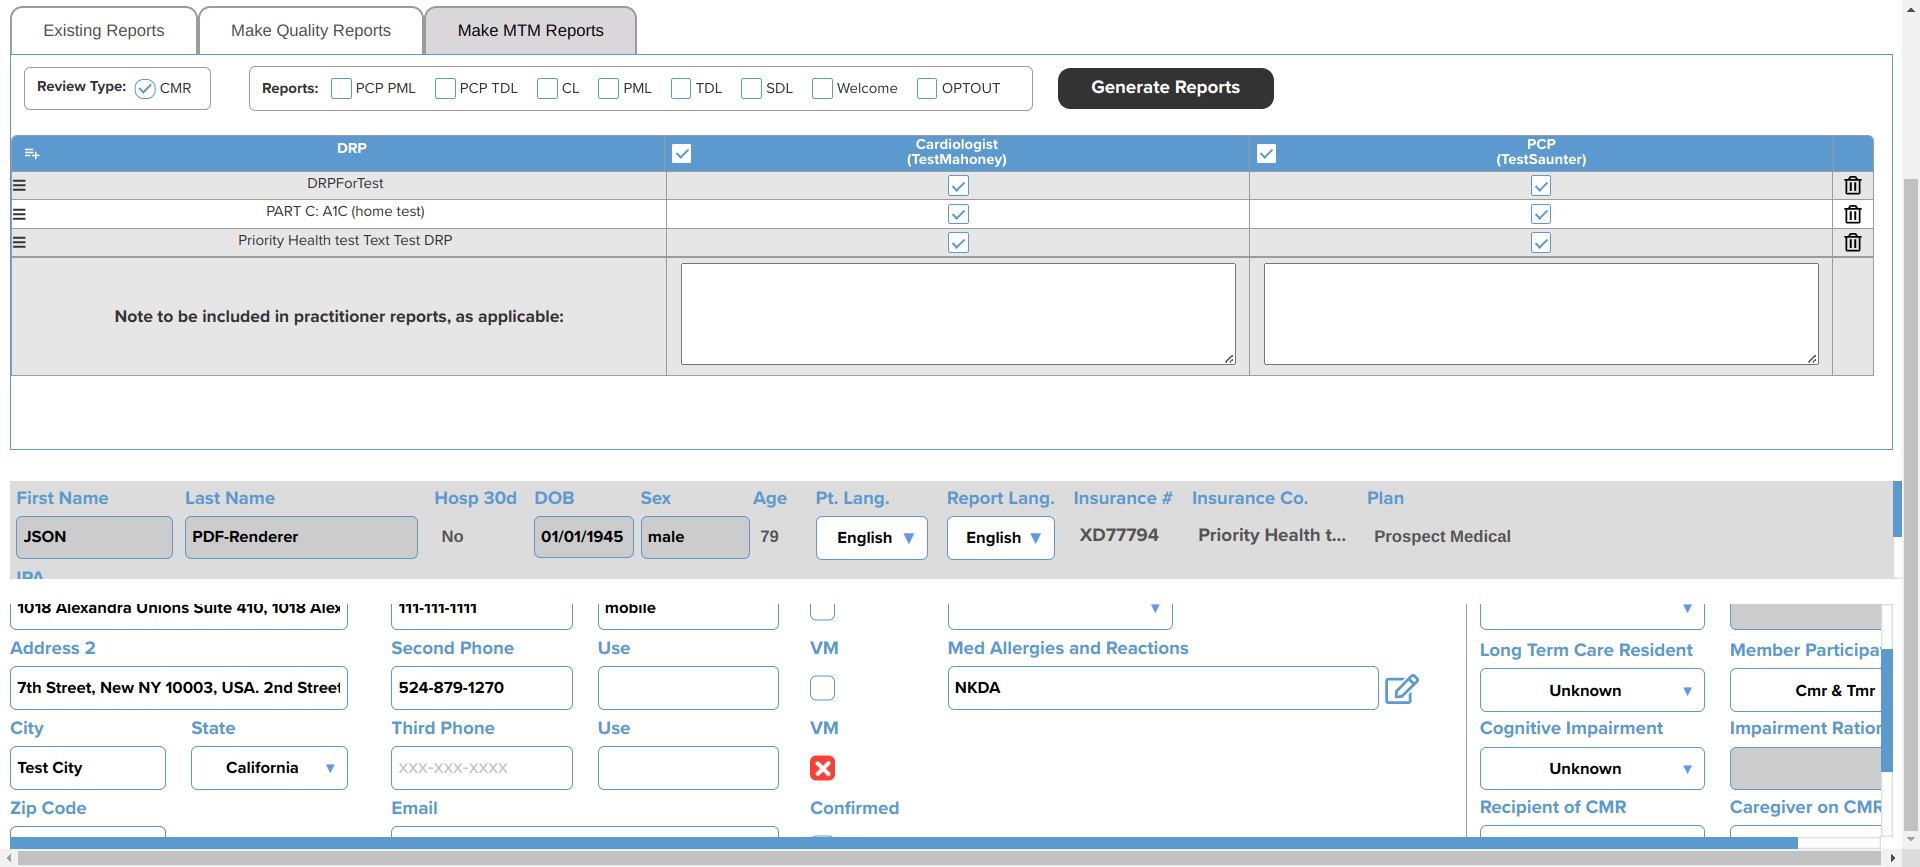 Existing Reports
Make Quality Reports
Make MTM Reports
Review Type: CMR
Reports: PCP PML PCP TDL CL PML TDL SDL Welcome OPTOUT
Generate Reports
DRP
Cardiologist
(TestMahoney)
PCP
(TestSaunter)
DRPForTest
PART C: A1C (home test)
Priority Health test Text Test DRP
Note to be included in practitioner reports, as applicable:
First Name Last Name Hosp 30d DOB Sex Age Pt. Lang. Report Lang. Insurance # Insurance Co. Plan
JSON PDF-Renderer No 01/01/1945 male 79 English English XD77794 Priority Health t... Prospect Medical
IPA
1018 Alexandra Unions Suite 410, 1018 Alex 111-111-1111 mobile
Address 2 Second Phone Use VM Med Allergies and Reactions Long Term Care Resident Member Participa
7th Street, New NY 10003, USA. 2nd Street 524-879-1270 NKDA Unknown Cmr & Tmr
City State Third Phone Use VM Cognitive Impairment Impairment Ration
Test City California xxx-xxx-xxxx Unknown
Zip Code Email Confirmed Recipient of CMR Caregiver on CMR